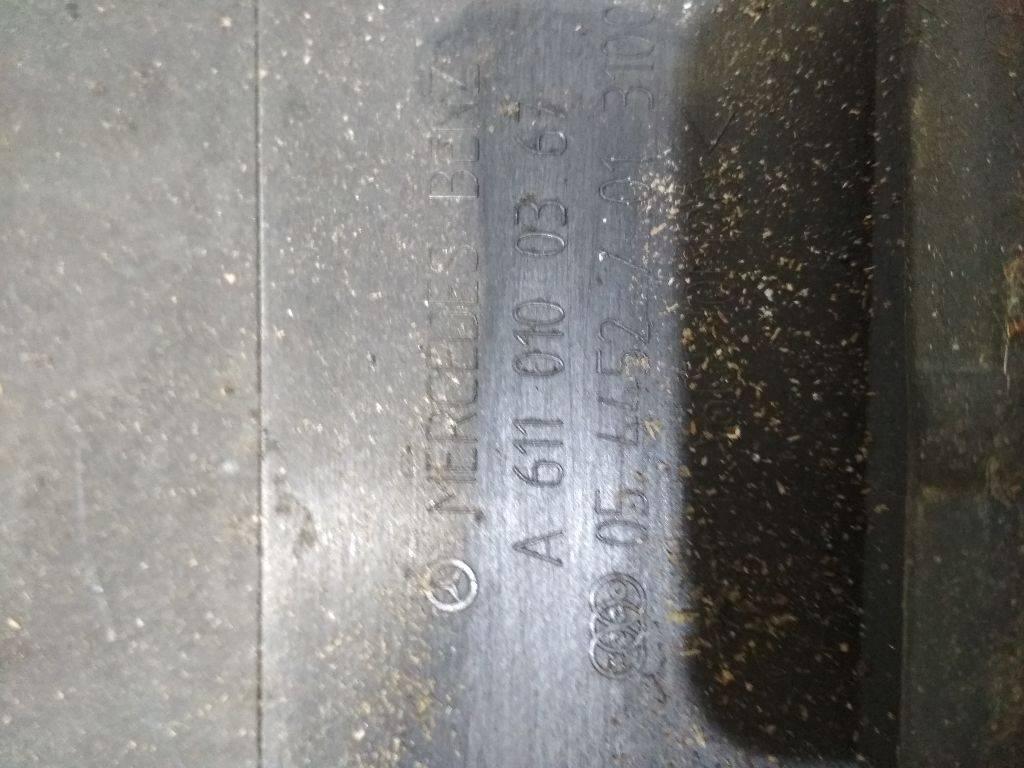 MERCEDES BENZ
A 611 010 03 67
05.4452.7-01 3100